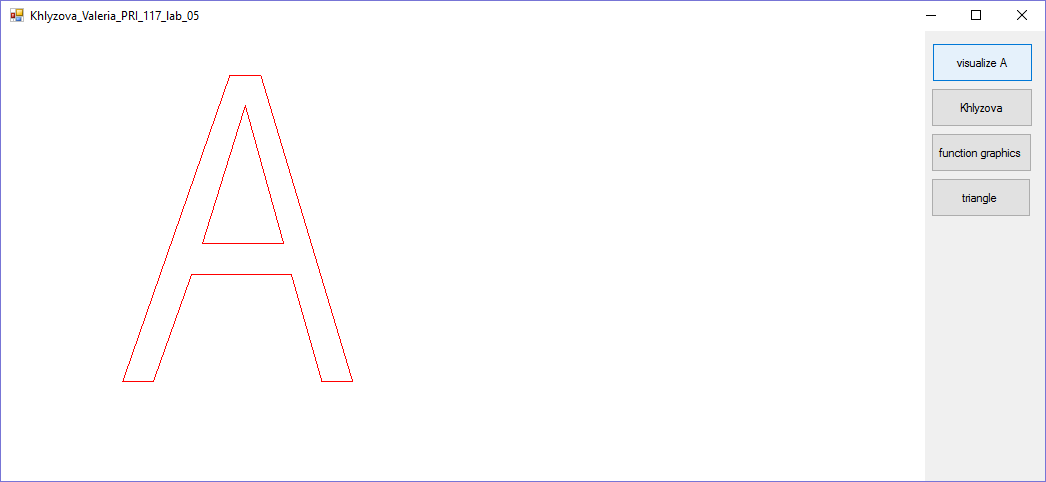 Khlyzova_Valeria_PRI_117_lab_05
A
visualize A
Khlyzova
function graphics
triangle